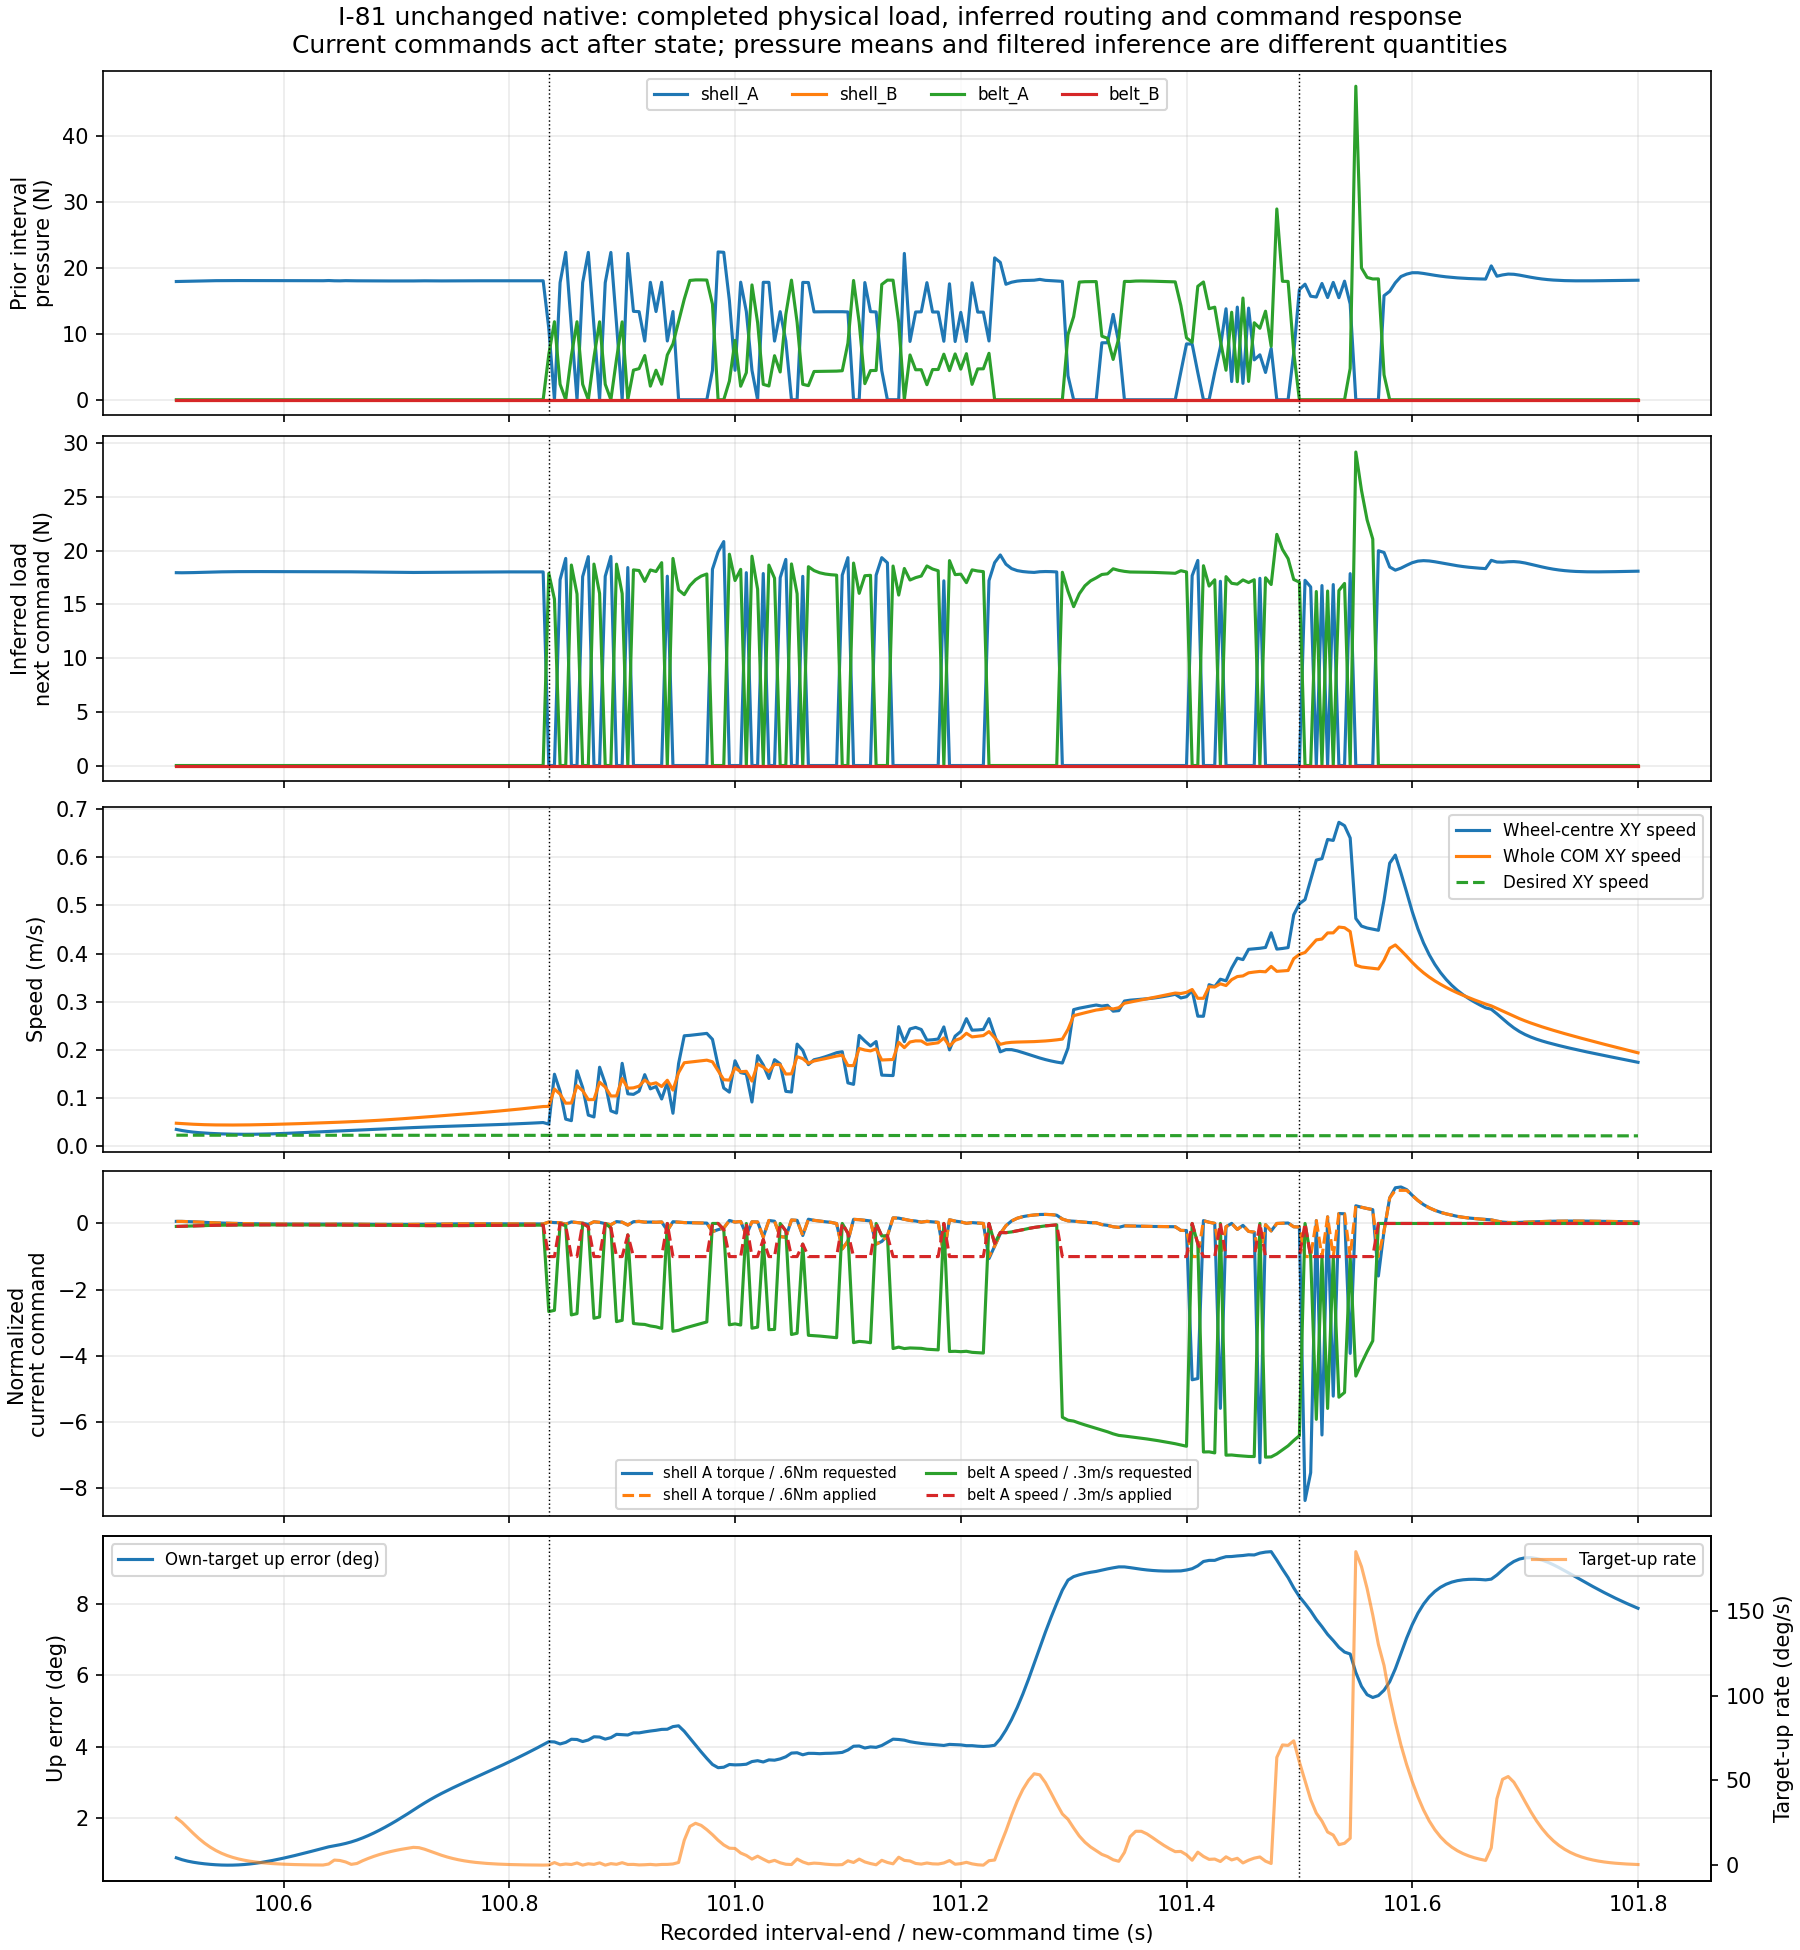 I-81 unchanged native: completed physical load, inferred routing and command response
Current commands act after state; pressure means and filtered inference are different quantities
shell_A
shell_B
belt_A
belt_B
Prior interval
pressure (N)
40
30
20
10
0
Inferred load
next command (N)
30
25
20
15
10
5
0
Wheel-centre XY speed
Whole COM XY speed
Desired XY speed
Speed (m/s)
0.7
0.6
0.5
0.4
0.3
0.2
0.1
0.0
Normalized
current command
0
−2
−4
−6
−8
shell A torque / .6Nm requested
shell A torque / .6Nm applied
belt A speed / .3m/s requested
belt A speed / .3m/s applied
Own-target up error (deg)
Target-up rate
Up error (deg)
8
6
4
2
Target-up rate (deg/s)
150
100
50
0
100.6
100.8
101.0
101.2
101.4
101.6
101.8
Recorded interval-end / new-command time (s)